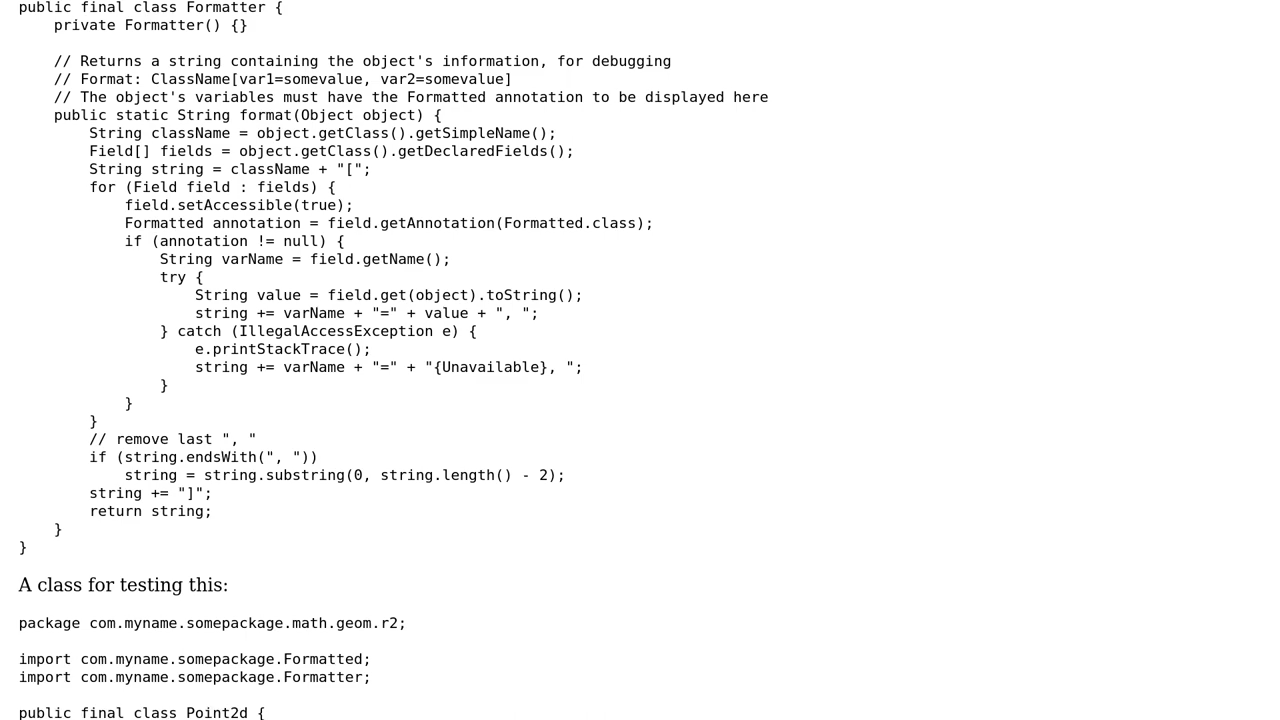 public final class Formatter {
    private Formatter() {}

    // Returns a string containing the object's information, for debugging
    // Format: ClassName[var1=somevalue, var2=somevalue]
    // The object's variables must have the Formatted annotation to be displayed here
    public static String format(Object object) {
        String className = object.getClass().getSimpleName();
        Field[] fields = object.getClass().getDeclaredFields();
        String string = className + "[";
        for (Field field : fields) {
            field.setAccessible(true);
            Formatted annotation = field.getAnnotation(Formatted.class);
            if (annotation != null) {
                String varName = field.getName();
                try {
                    String value = field.get(object).toString();
                    string += varName + "=" + value + ", ";
                } catch (IllegalAccessException e) {
                    e.printStackTrace();
                    string += varName + "=" + "{Unavailable}, ";
                }
            }
        }
        // remove last ", "
        if (string.endsWith(", "))
            string = string.substring(0, string.length() - 2);
        string += "]";
        return string;
    }
}

A class for testing this:

package com.myname.somepackage.math.geom.r2;

import com.myname.somepackage.Formatted;
import com.myname.somepackage.Formatter;

public final class Point2d {